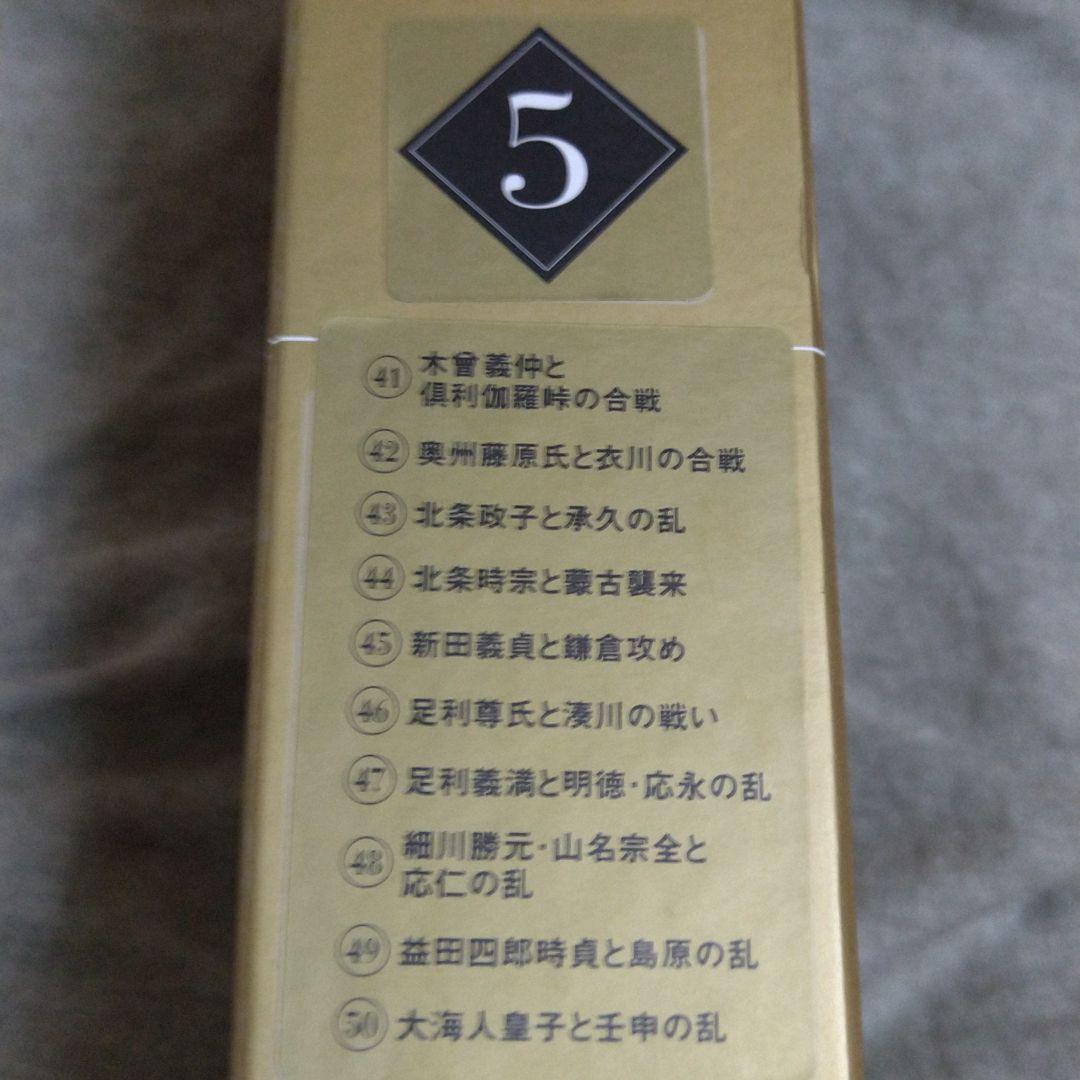 5
41 木曾義仲と
倶利伽羅峠の合戦
42 奥州藤原氏と衣川の合戦
43 北条政子と承久の乱
44 北条時宗と蒙古襲来
45 新田義貞と鎌倉攻め
46 足利尊氏と湊川の戦い
47 足利義満と明徳・応永の乱
48 細川勝元・山名宗全と
応仁の乱
49 益田四郎時貞と島原の乱
50 大海人皇子と壬申の乱